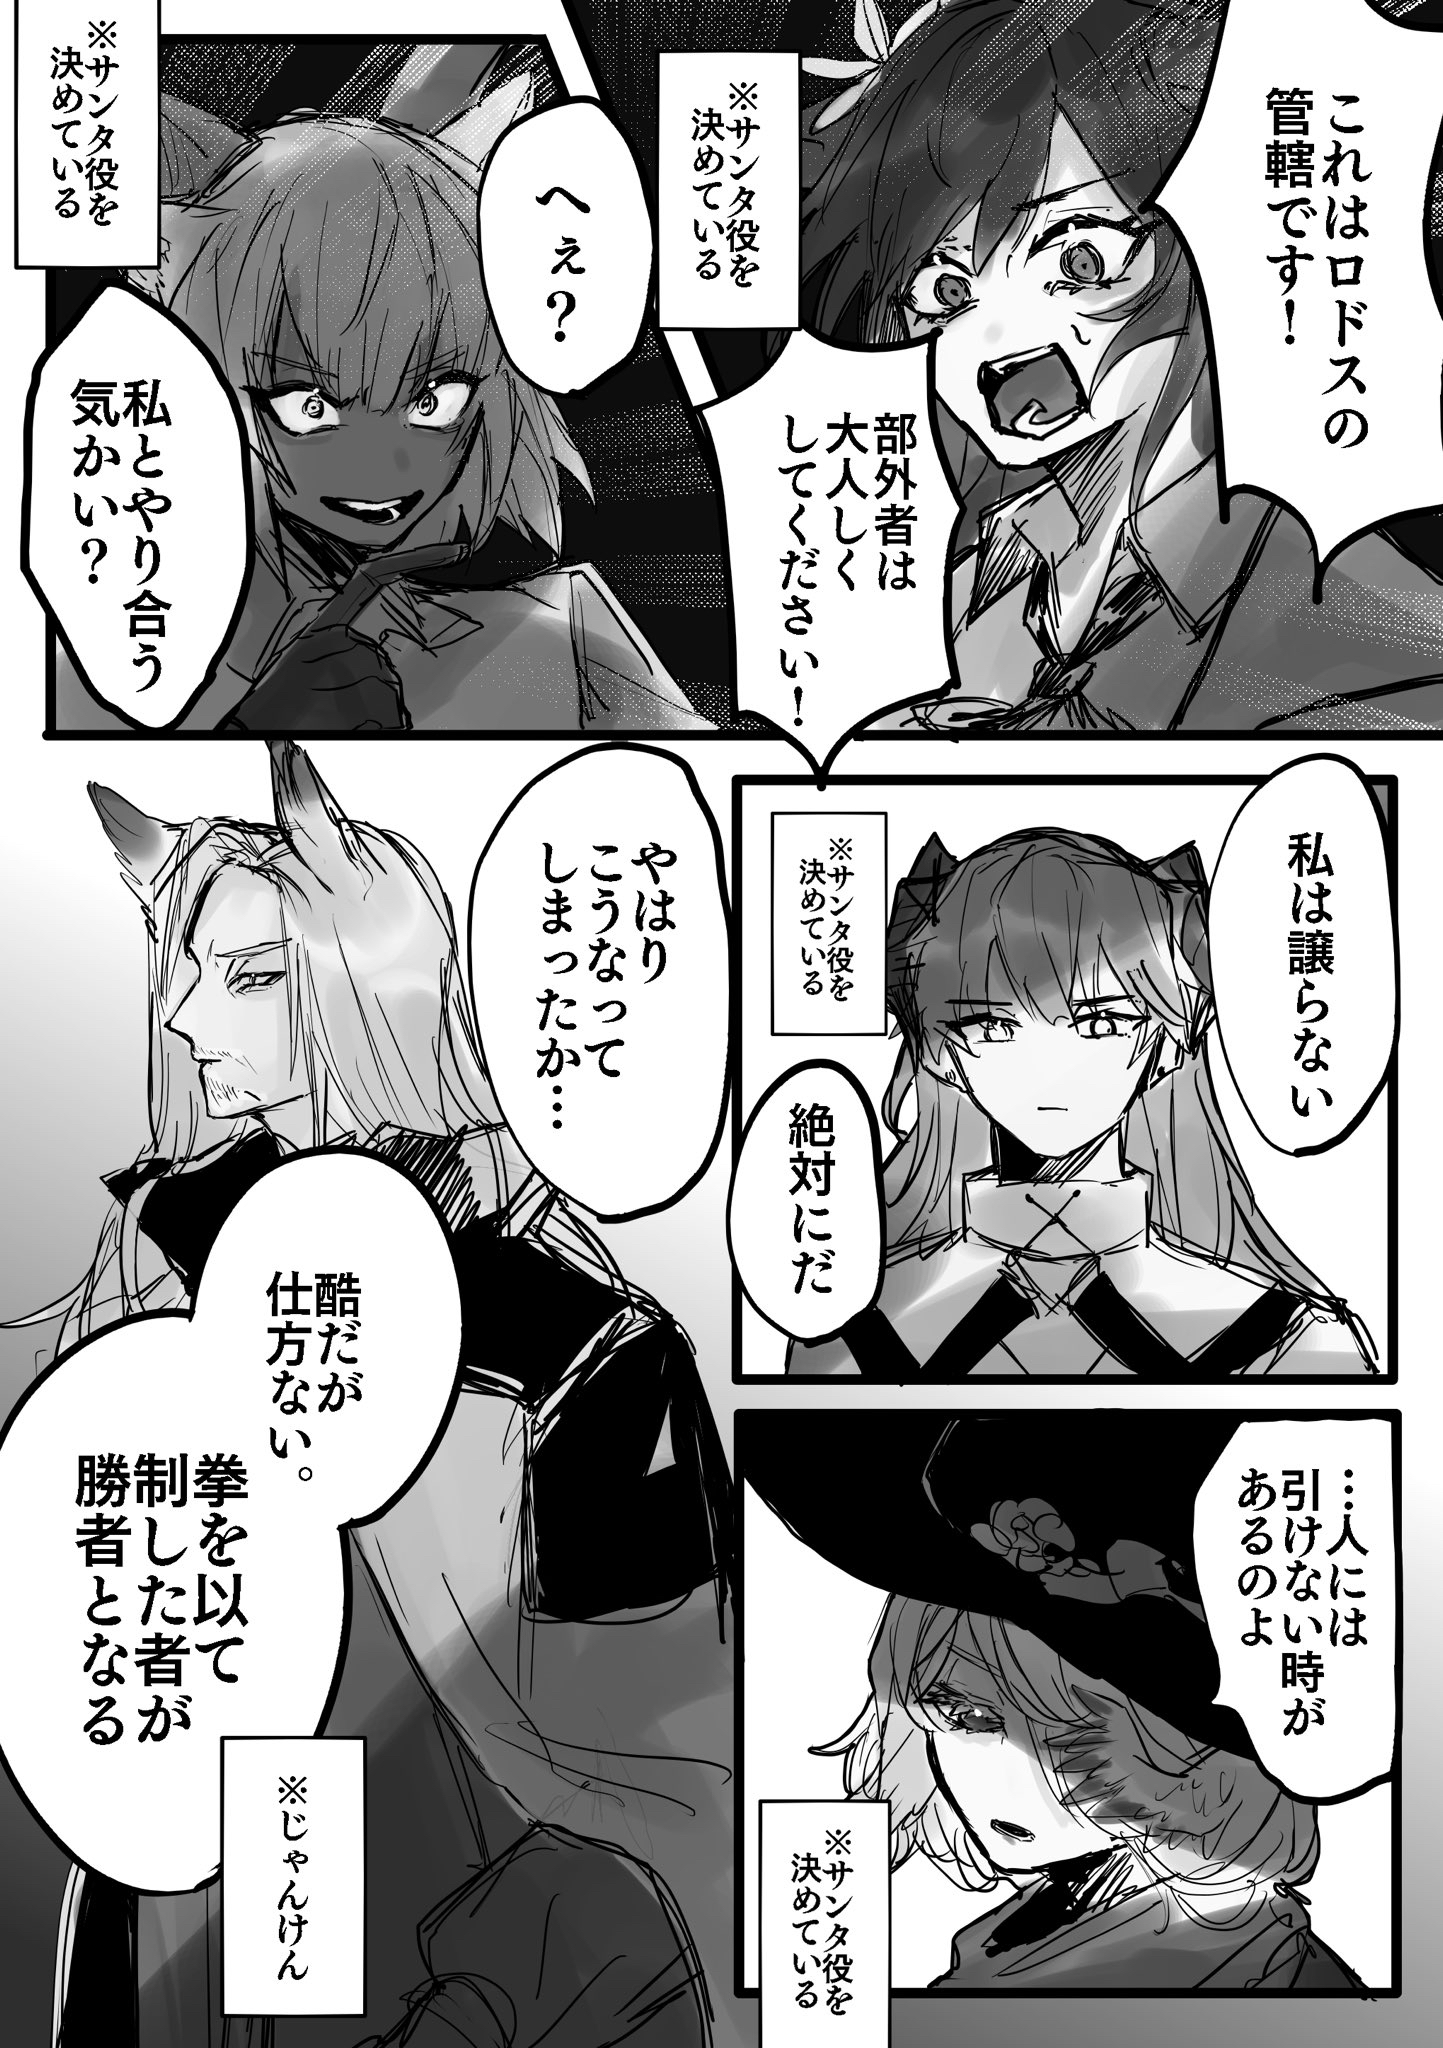 これはロドスの
管轄です！
部外者は
大人しく
してください！
※サンタ役を
決めている
へぇ？
私とやり合う
気かい？
※サンタ役を
決めている
私は譲らない
絶対にだ
※サンタ役を
決めている
…人には
引けない時が
あるのよ
※サンタ役を
決めている
やはり
こうなって
しまったか…
酷だが
仕方ない。
拳を以て
制した者が
勝者となる
※じゃんけん